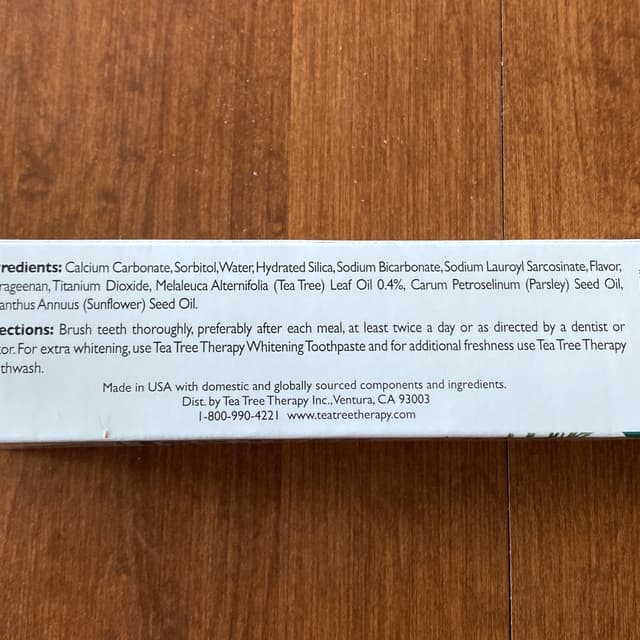 redients: Calcium Carbonate, Sorbitol, Water, Hydrated Silica, Sodium Bicarbonate, Sodium Lauroyl Sarcosinate, Flavor,
rageenan, Titanium Dioxide, Melaleuca Alternifolia (Tea Tree) Leaf Oil 0.4%, Carum Petroselinum (Parsley) Seed Oil,
anthus Annuus (Sunflower) Seed Oil.
ections: Brush teeth thoroughly, preferably after each meal, at least twice a day or as directed by a dentist or
tor. For extra whitening, use Tea Tree Therapy Whitening Toothpaste and for additional freshness use Tea Tree Therapy
thwash.
Made in USA with domestic and globally sourced components and ingredients.
Dist. by Tea Tree Therapy Inc., Ventura, CA 93003
1-800-990-4221 www.teatreetherapy.com